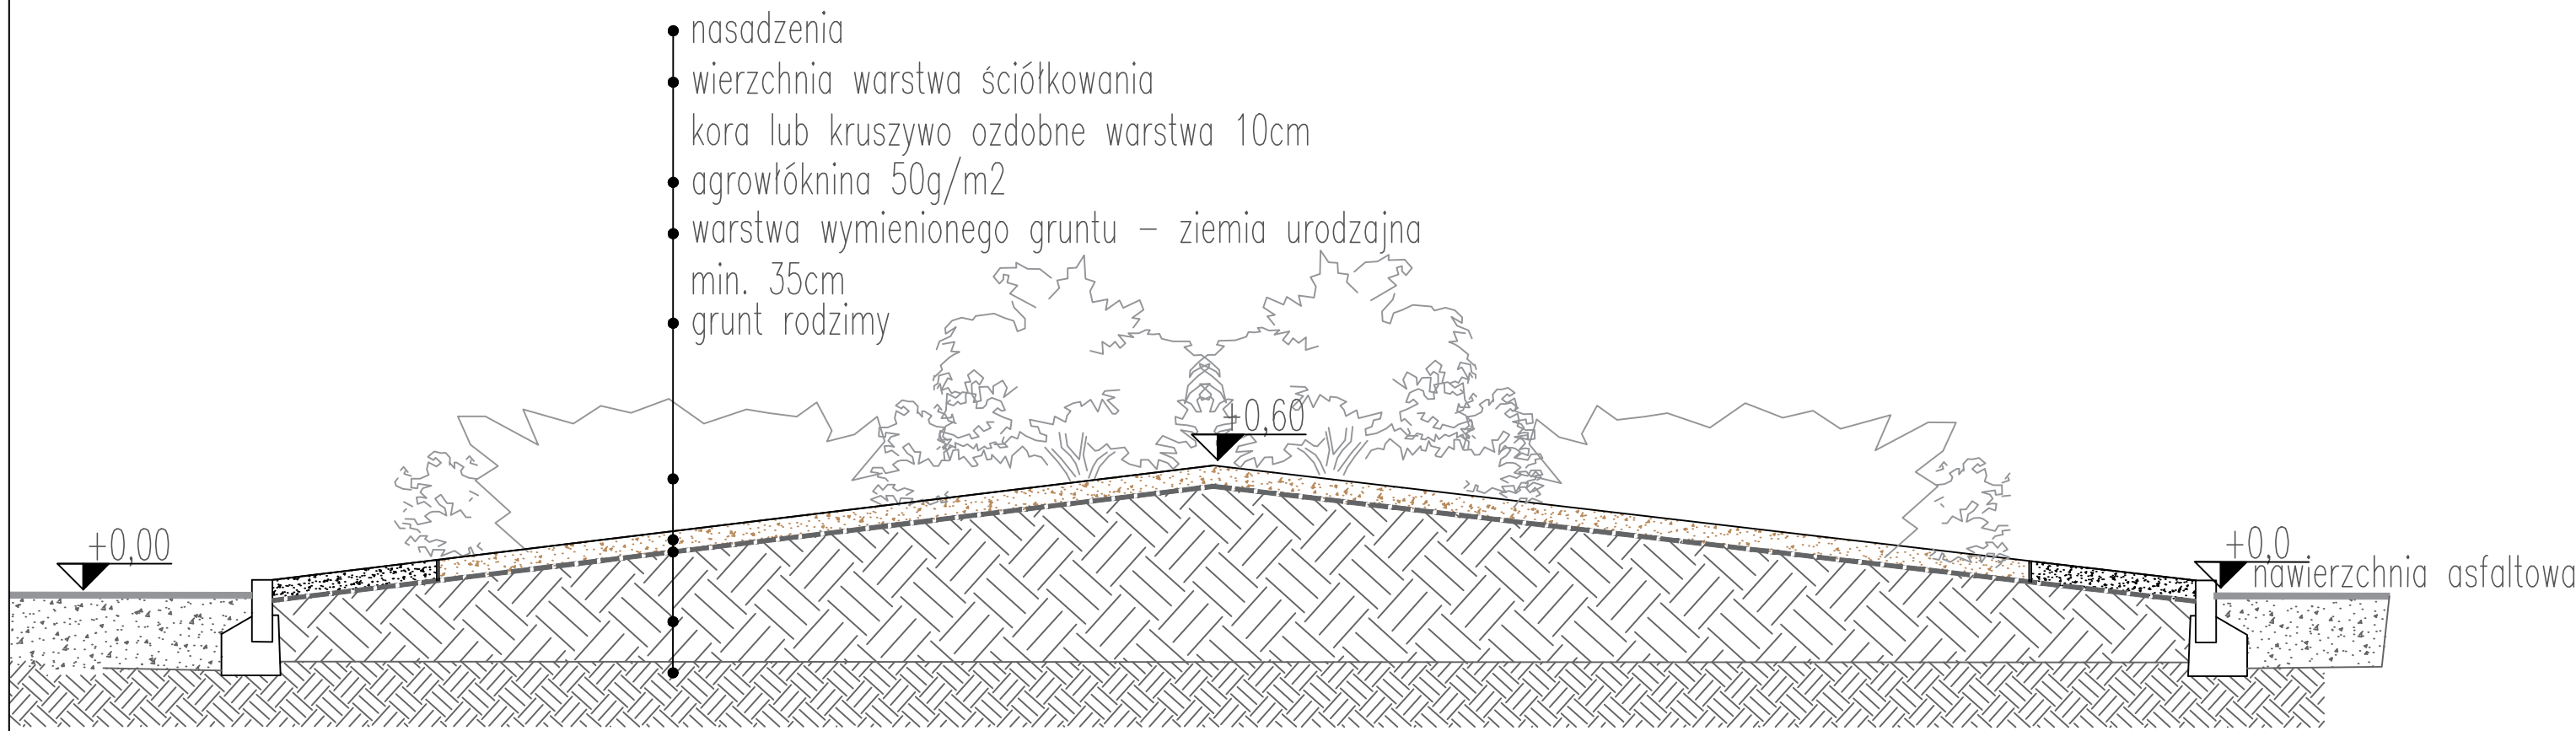 nasadzenia
wierzchnia warstwa ściółkowania
kora lub kruszywo ozdobne warstwa 10cm
agrowłóknina 50g/m2
warstwa wymienionego gruntu – ziemia urodzajna
min. 35cm
grunt rodzimy
+0,60
+0,00
+0,0
nawierzchnia asfaltowa